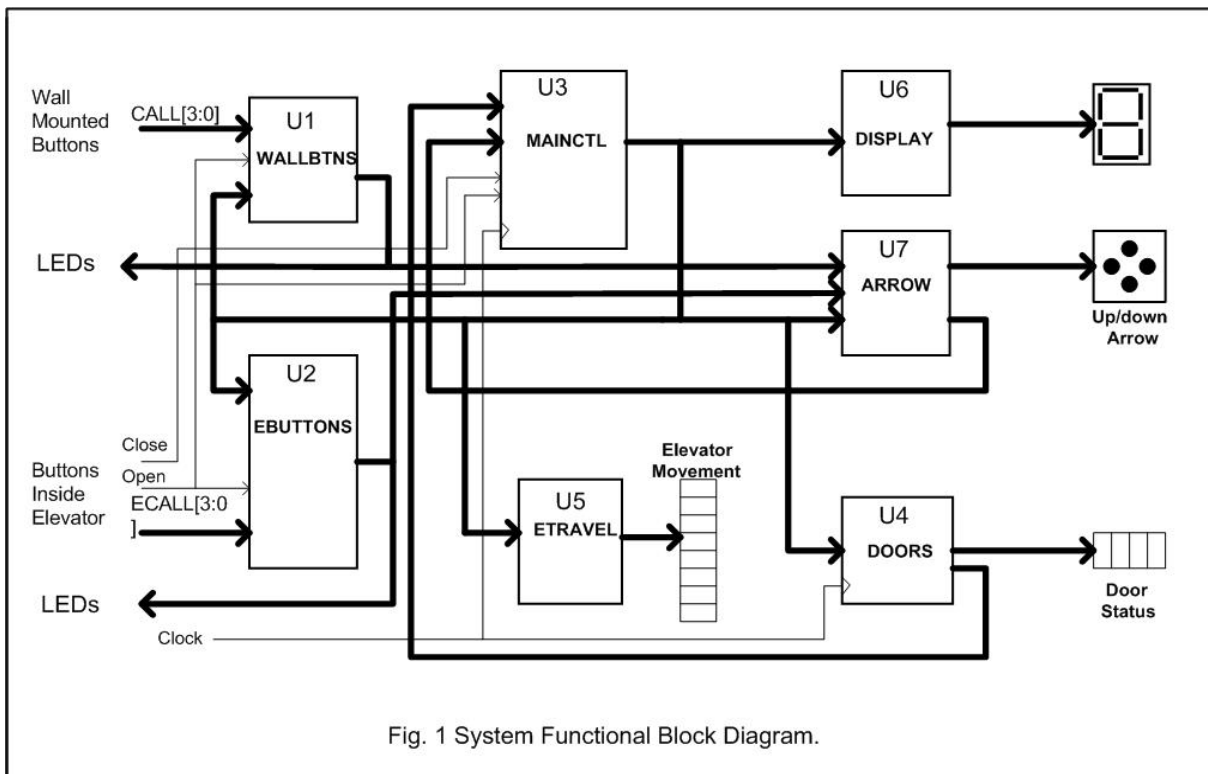 Wall
Mounted
Buttons
CALL[3:0]
U1
WALLBTNS
U3
MAINCTL
U6
DISPLAY
LEDs
U7
ARROW
Up/down
Arrow
U2
EBUTTONS
Close
Open
Buttons
Inside
Elevator
ECALL[3:0
]
Elevator
Movement
U5
ETRAVEL
U4
DOORS
Door
Status
LEDs
Clock
Fig. 1 System Functional Block Diagram.